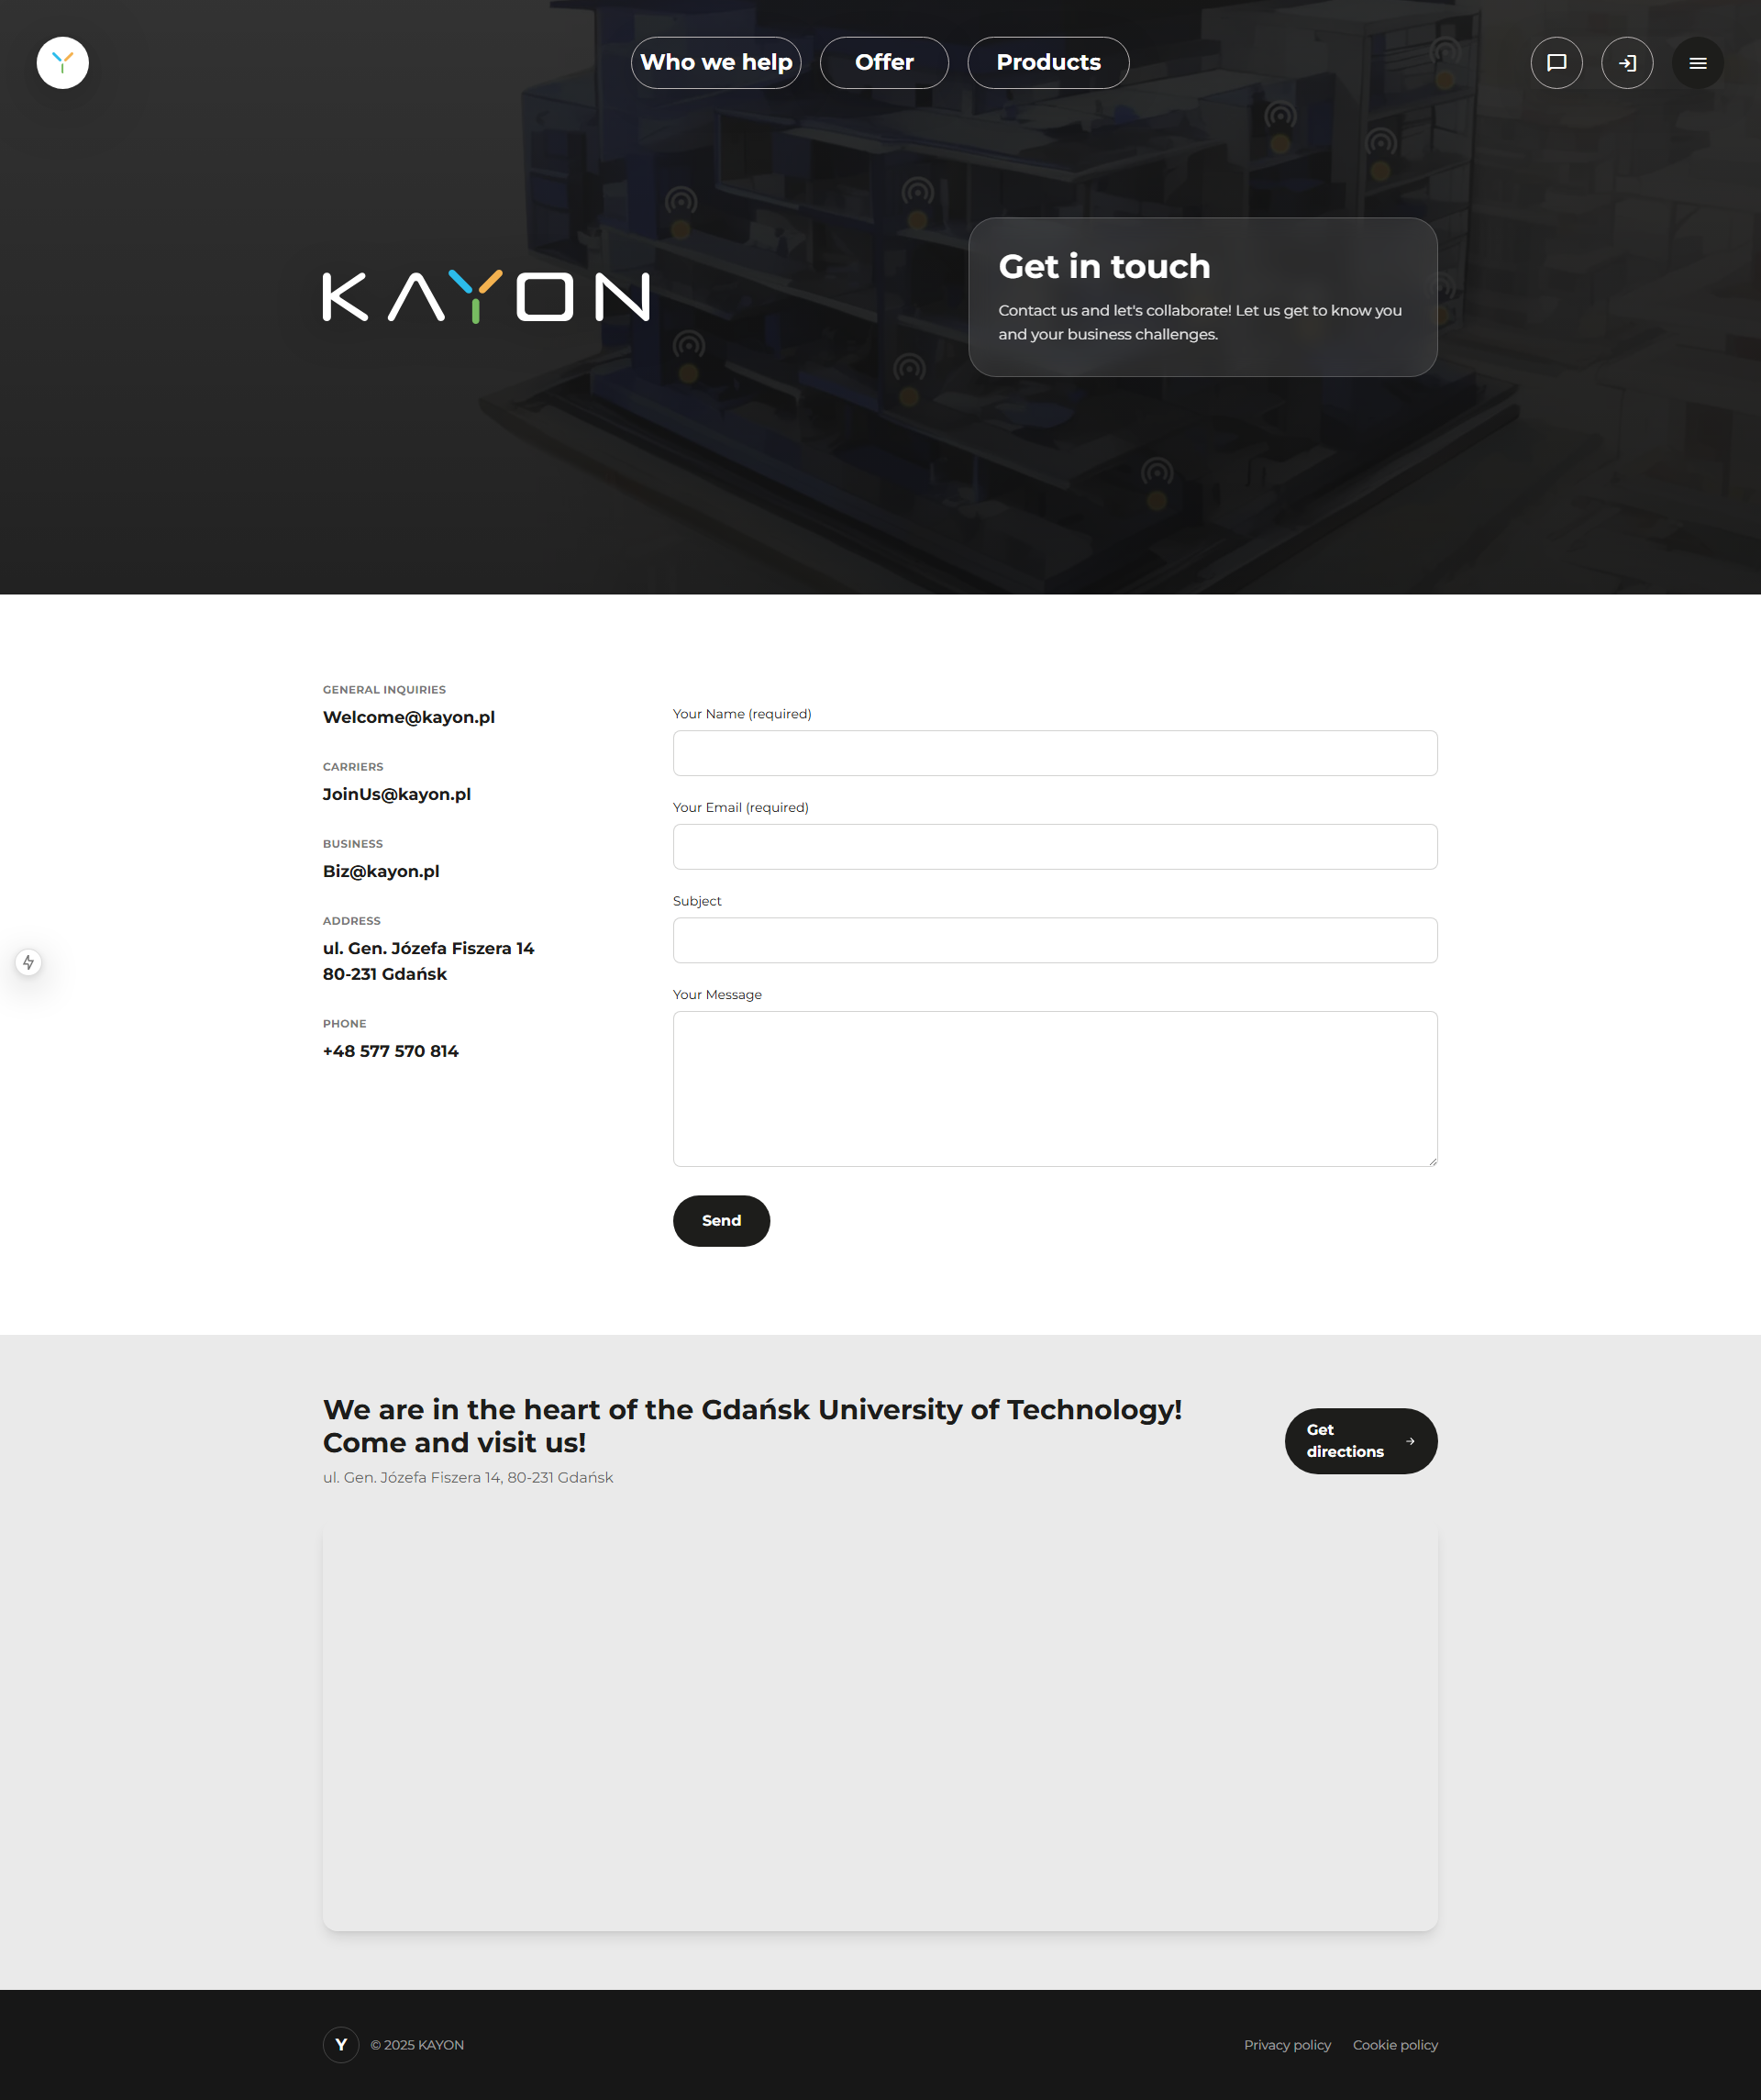 Who we help
Offer
Products
KAYON
Get in touch
Contact us and let's collaborate! Let us get to know you
and your business challenges.
GENERAL INQUIRIES
Welcome@kayon.pl
CARRIERS
JoinUs@kayon.pl
BUSINESS
Biz@kayon.pl
ADDRESS
ul. Gen. Józefa Fiszera 14
80-231 Gdańsk
PHONE
+48 577 570 814
Your Name (required)
Your Email (required)
Subject
Your Message
Send
We are in the heart of the Gdańsk University of Technology!
Come and visit us!
ul. Gen. Józefa Fiszera 14, 80-231 Gdańsk
Get
directions
Y
© 2025 KAYON
Privacy policy
Cookie policy